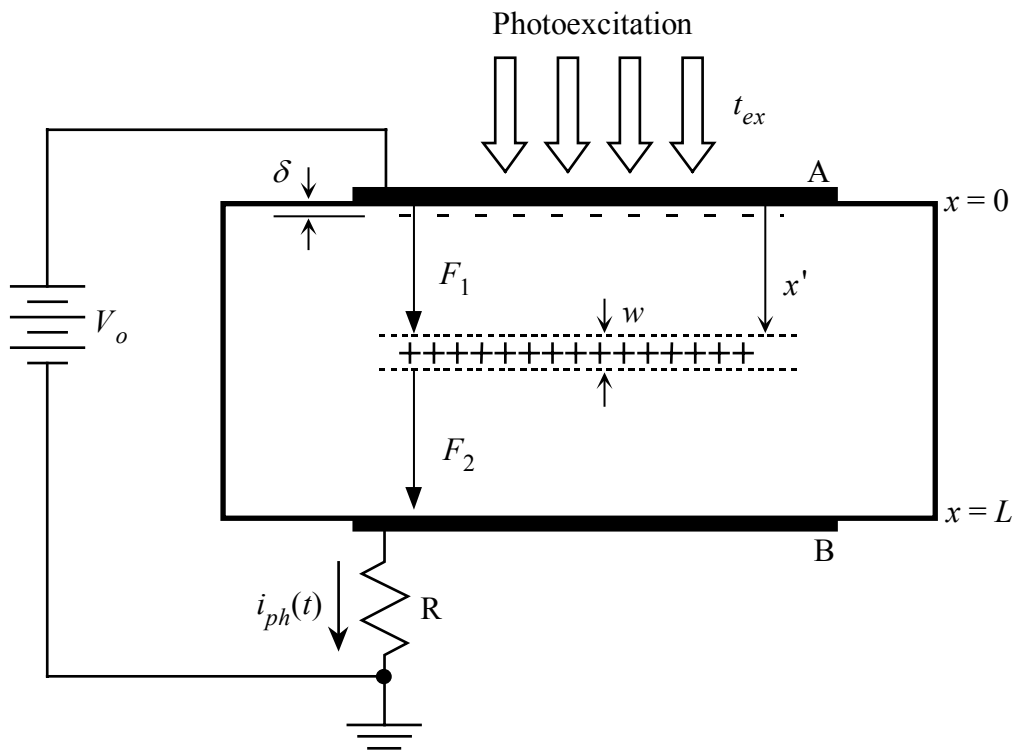 Photoexcitation
t_ex
δ
A
x = 0
F_1
x'
w
V_o
+++++++++++++++
F_2
x = L
B
i_ph(t)
R